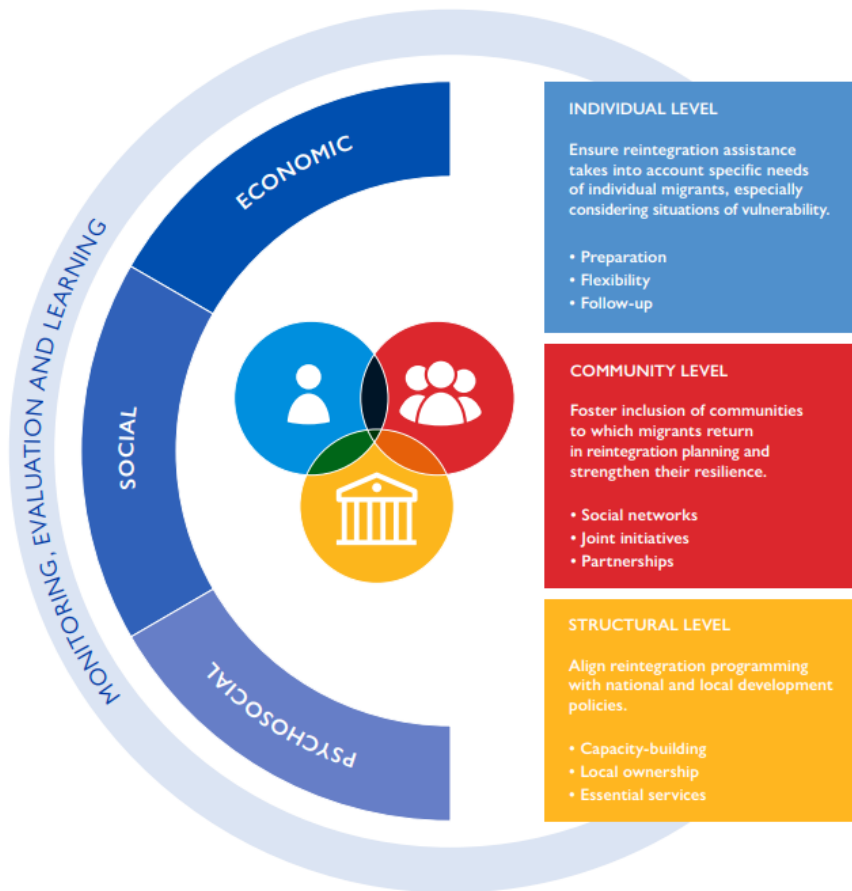 MONITORING, EVALUATION AND LEARNING
ECONOMIC
SOCIAL
PSYCHOSOCIAL
INDIVIDUAL LEVEL
Ensure reintegration assistance
takes into account specific needs
of individual migrants, especially
considering situations of vulnerability.
• Preparation
• Flexibility
• Follow-up
COMMUNITY LEVEL
Foster inclusion of communities
to which migrants return
in reintegration planning and
strengthen their resilience.
• Social networks
• Joint initiatives
• Partnerships
STRUCTURAL LEVEL
Align reintegration programming
with national and local development
policies.
• Capacity-building
• Local ownership
• Essential services